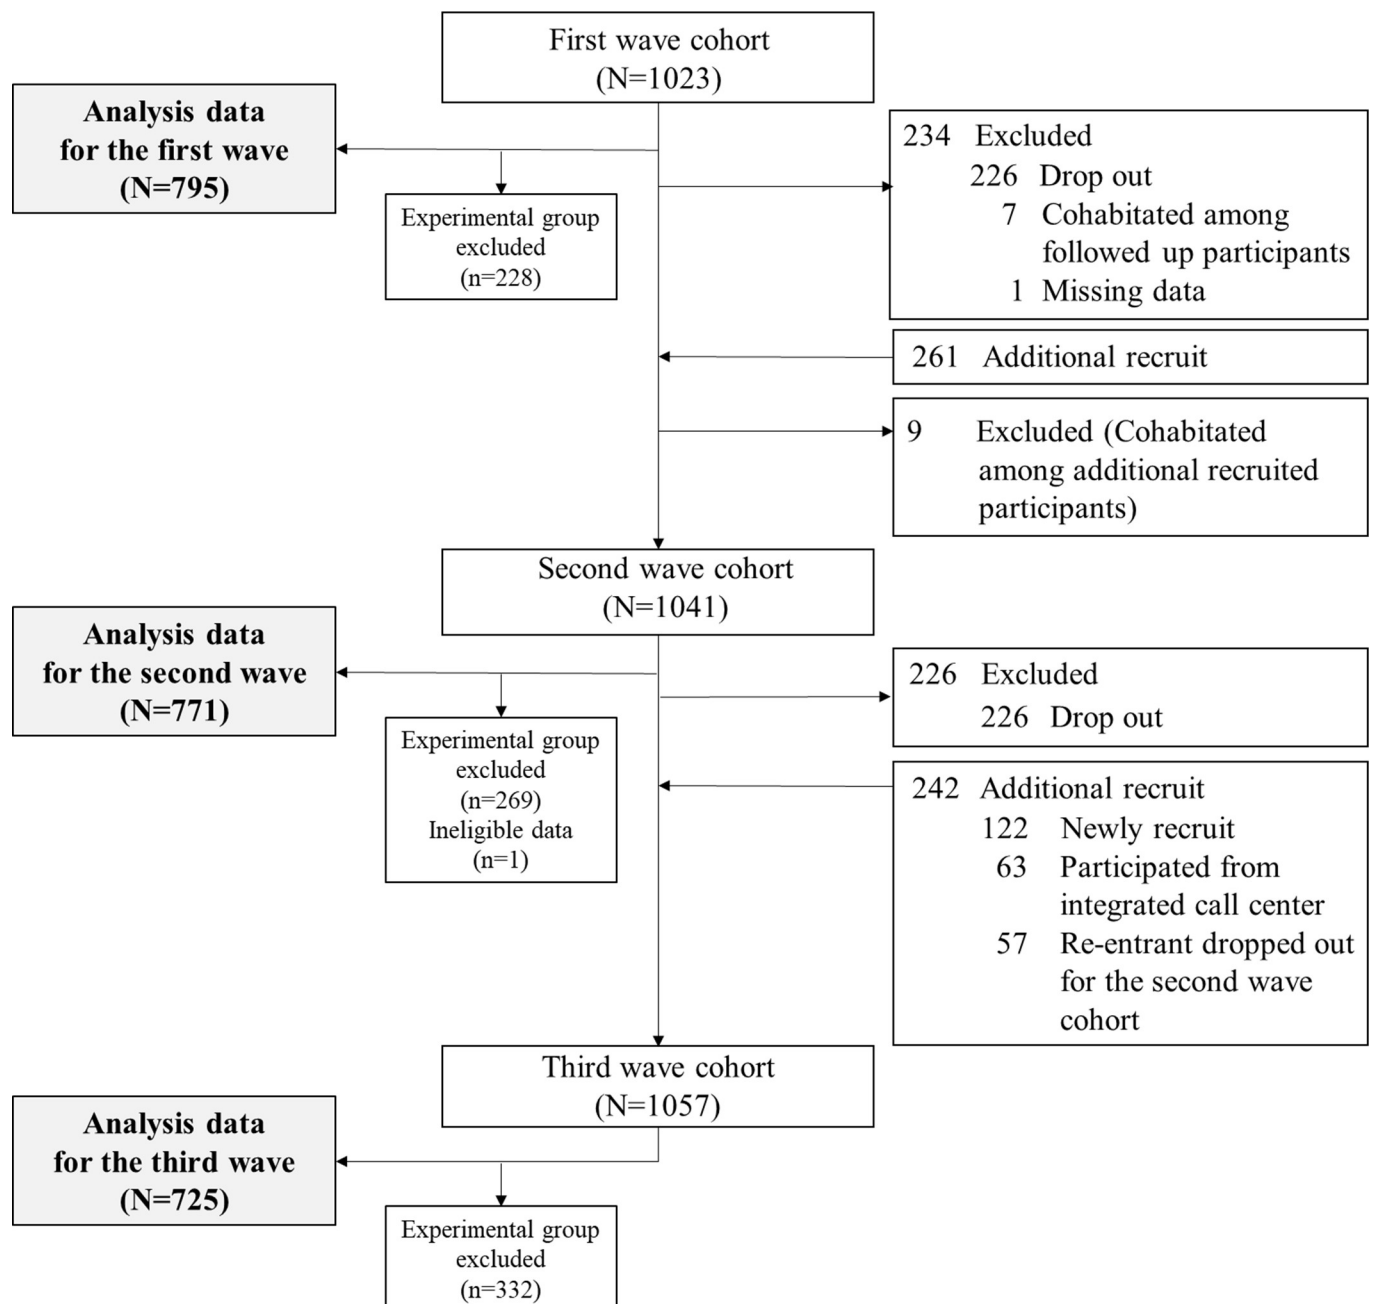 First wave cohort
(N=1023)
Analysis data
for the first wave
(N=795)
Experimental group
excluded
(n=228)
234 Excluded
226 Drop out
7 Cohabitated among
followed up participants
1 Missing data
261 Additional recruit
9 Excluded (Cohabitated
among additional recruited
participants)
Second wave cohort
(N=1041)
Analysis data
for the second wave
(N=771)
Experimental group
excluded
(n=269)
Ineligible data
(n=1)
226 Excluded
226 Drop out
242 Additional recruit
122 Newly recruit
63 Participated from
integrated call center
57 Re-entrant dropped out
for the second wave
cohort
Third wave cohort
(N=1057)
Analysis data
for the third wave
(N=725)
Experimental group
excluded
(n=332)